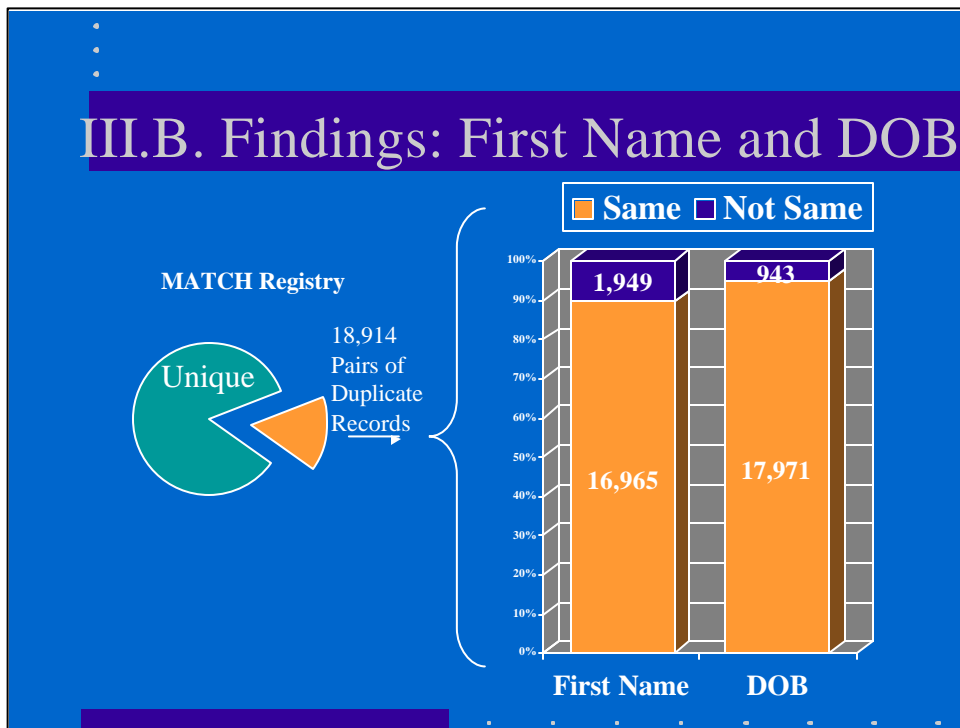 III.B. Findings: First Name and DOB
Same Not Same
MATCH Registry
Unique
18,914
Pairs of
Duplicate
Records
100%
90%
80%
70%
60%
50%
40%
30%
20%
10%
0%
1,949
943
16,965
17,971
First Name DOB